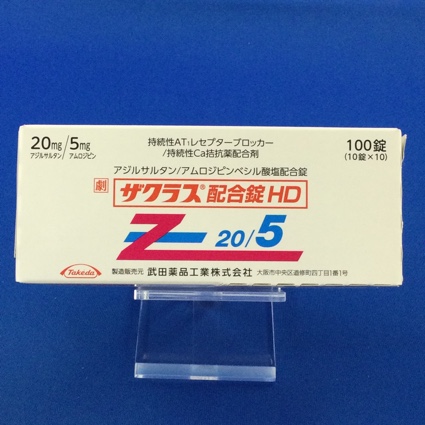 20mg/5mg
アジルサルタン/アムロジピン
持続性AT₁レセプターブロッカー
/持続性Ca拮抗薬配合剤
100錠
(10錠×10)
アジルサルタン/アムロジピンベシル酸塩配合錠
劇 ザクラス®配合錠HD
Z 20/5
Takeda
製造販売元 武田薬品工業株式会社 大阪市中央区道修町四丁目1番1号